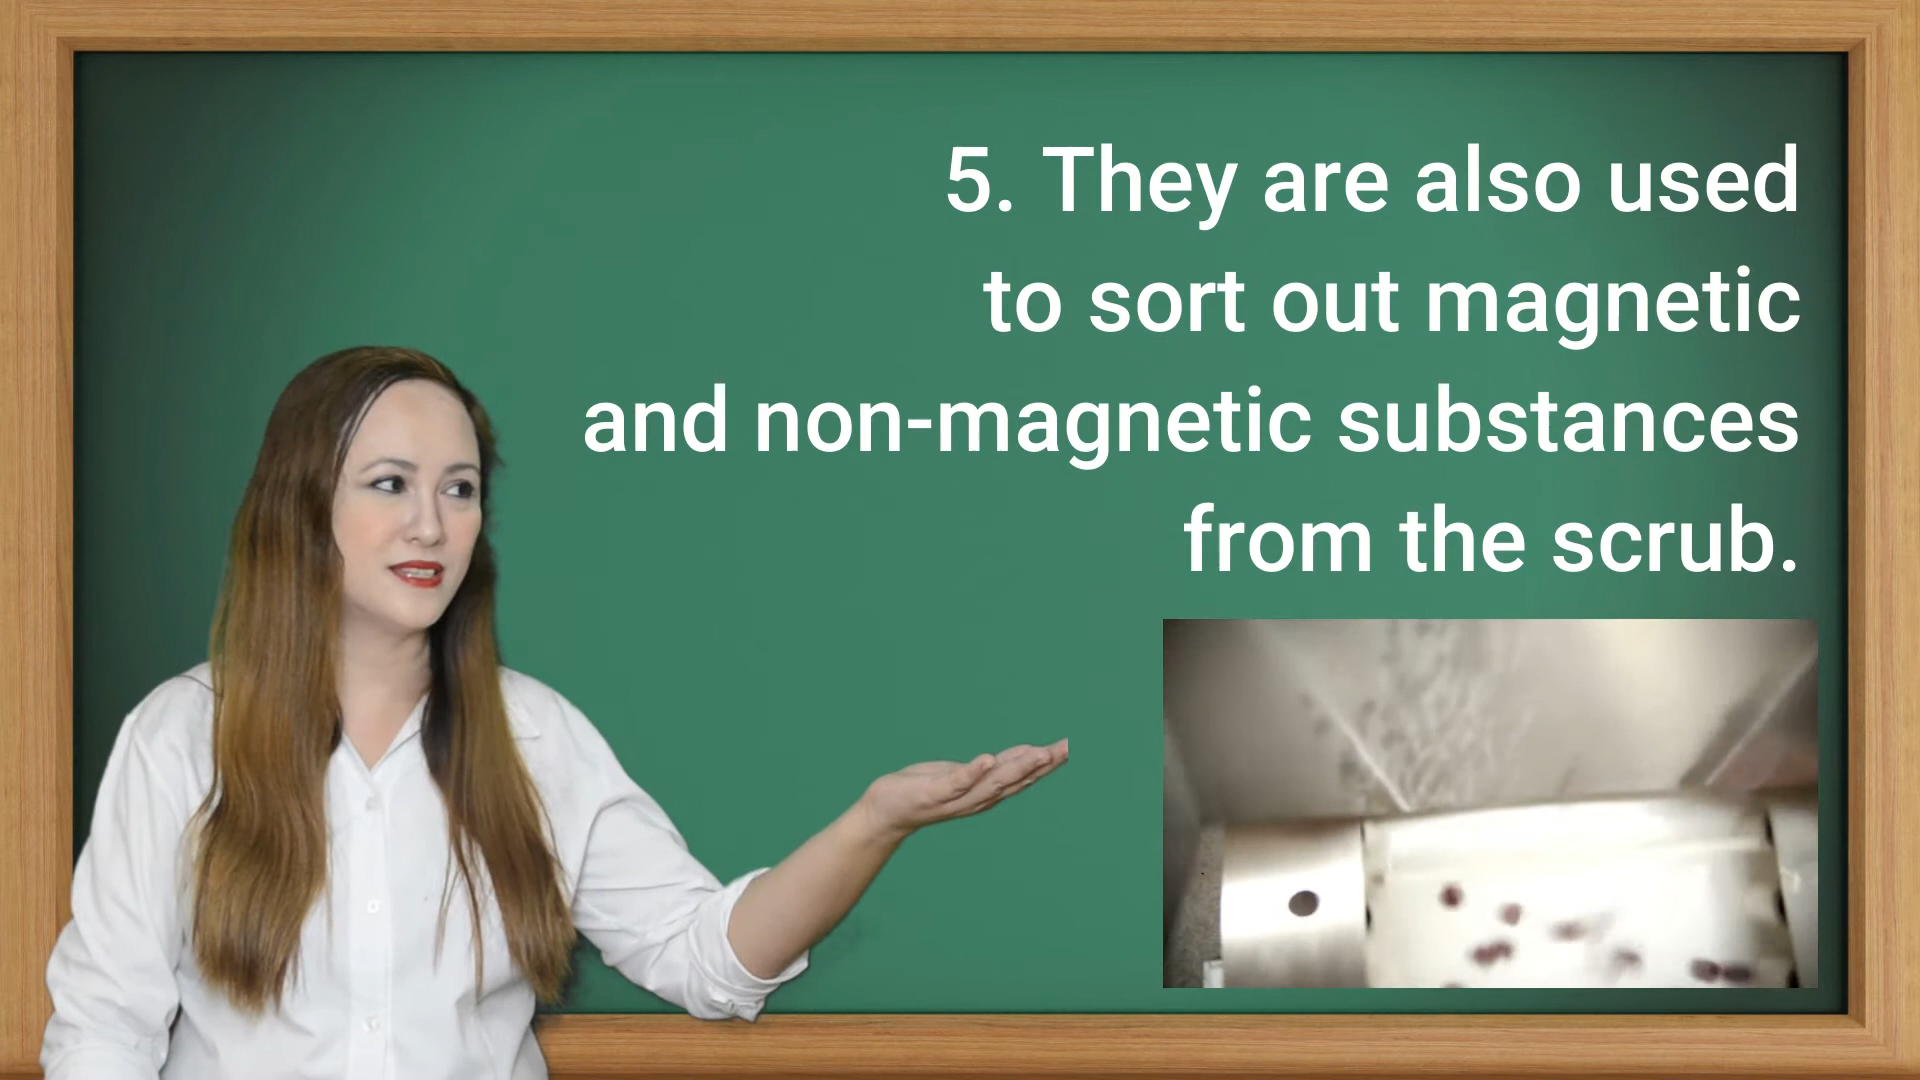 5. They are also used
to sort out magnetic
and non-magnetic substances
from the scrub.